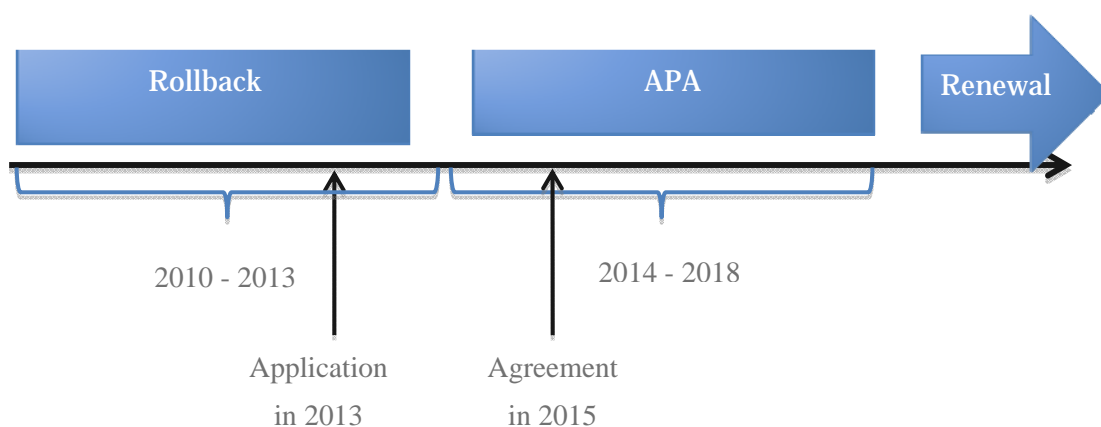 Rollback
APA
Renewal
2010 - 2013
2014 - 2018
Application
in 2013
Agreement
in 2015